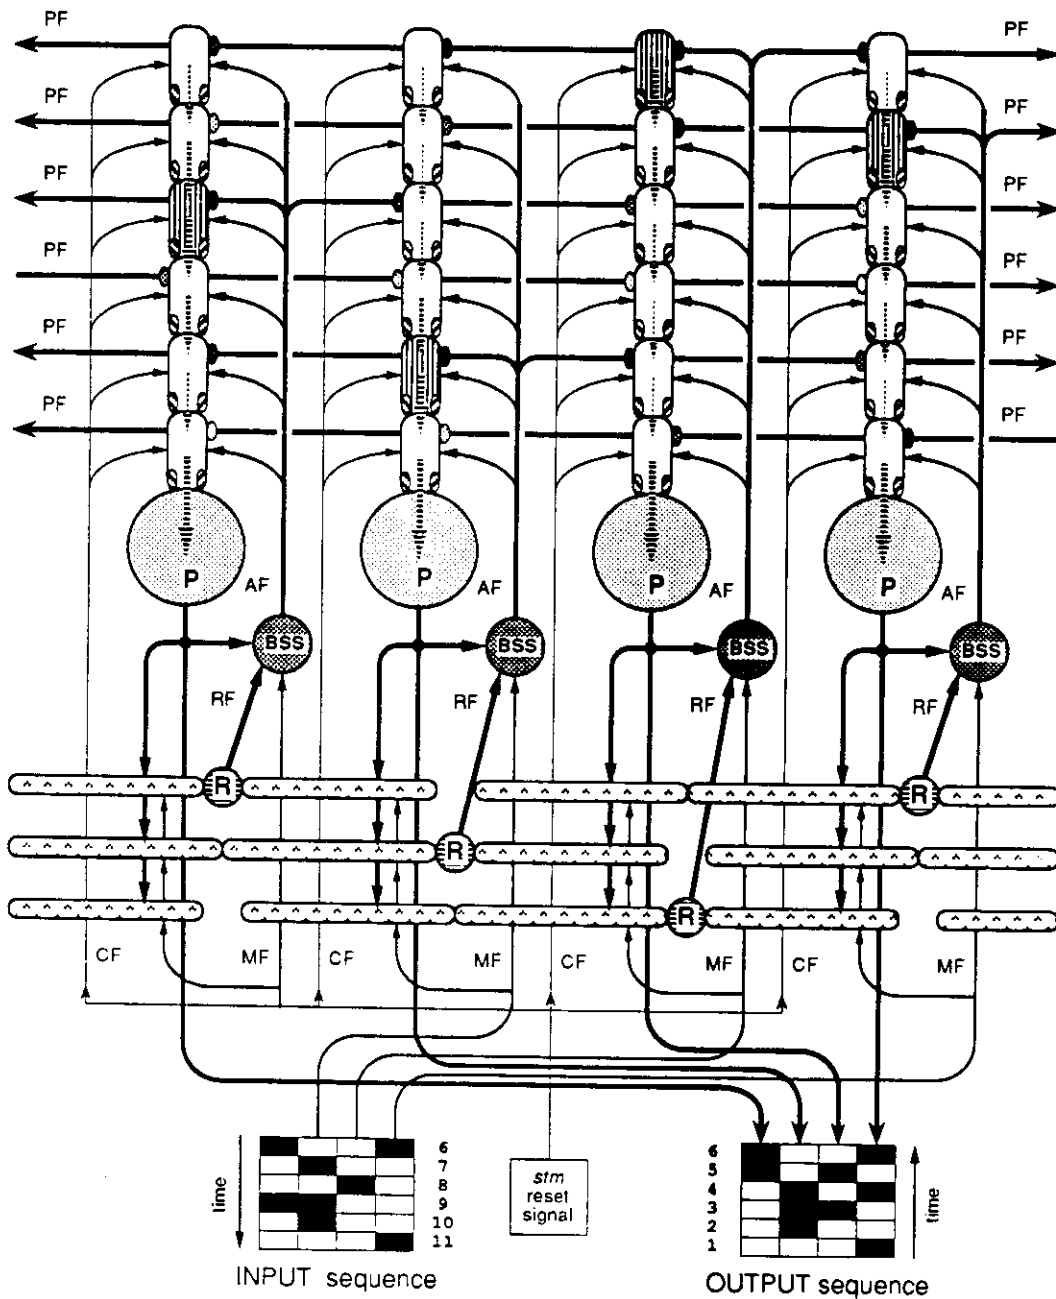 PF PF
PF PF
PF PF
PF PF
PF PF
PF PF
P P P P
AF AF AF AF
BSS BSS BSS BSS
RF RF RF RF
R R
R
R
CF MF CF MF CF MF CF MF
time
6
7
8
9
10
11
INPUT sequence
stm
reset
signal
6
5
4
3
2
1
time
OUTPUT sequence